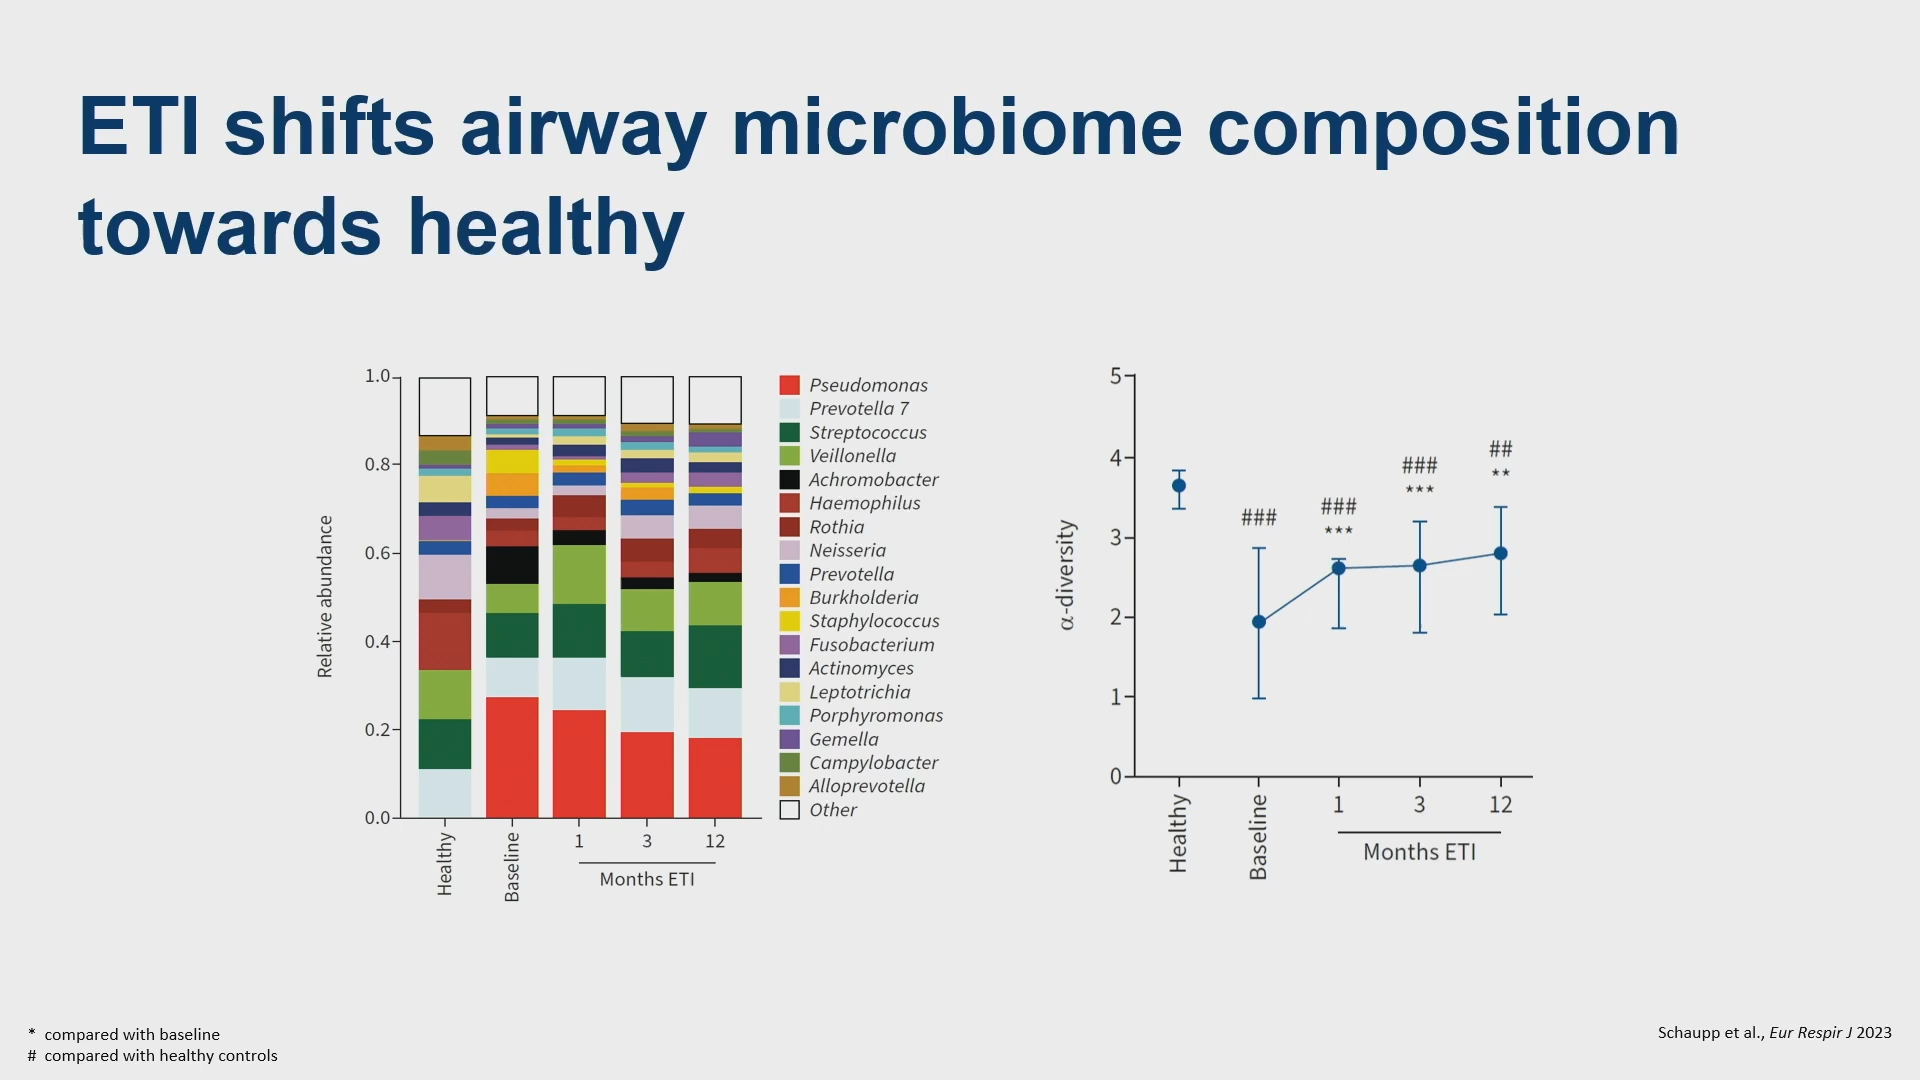 ETI shifts airway microbiome composition
towards healthy
Relative abundance
1.0
0.8
0.6
0.4
0.2
0.0
Healthy
Baseline
1
3
12
Months ETI
Pseudomonas
Prevotella 7
Streptococcus
Veillonella
Achromobacter
Haemophilus
Rothia
Neisseria
Prevotella
Burkholderia
Staphylococcus
Fusobacterium
Actinomyces
Leptotrichia
Porphyromonas
Gemella
Campylobacter
Alloprevotella
Other
α-diversity
5
4
3
2
1
0
###
###
***
###
***
##
**
Healthy
Baseline
1
3
12
Months ETI
* compared with baseline
# compared with healthy controls
Schaupp et al., Eur Respir J 2023